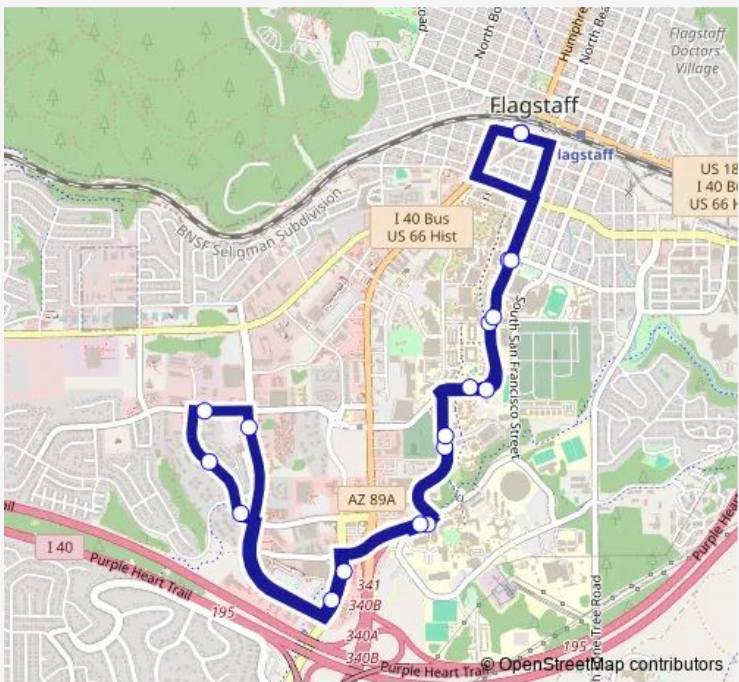 Road
North Bo
Humphre
North Bea
Flagstaff
Doctors'
Village
Flagstaff
lagstaff
US 18
I 40 B
US 66 H
I 40 Bus
US 66 Hist
BNSF Seligman Subdivision
South San Francisco
Street
AZ 89A
I 40
Purple Heart Trail
195
341
340B
340A
340B
Purple Heart Trail
195
Purple Heart
One Tree Road
© OpenStreetMap contributors